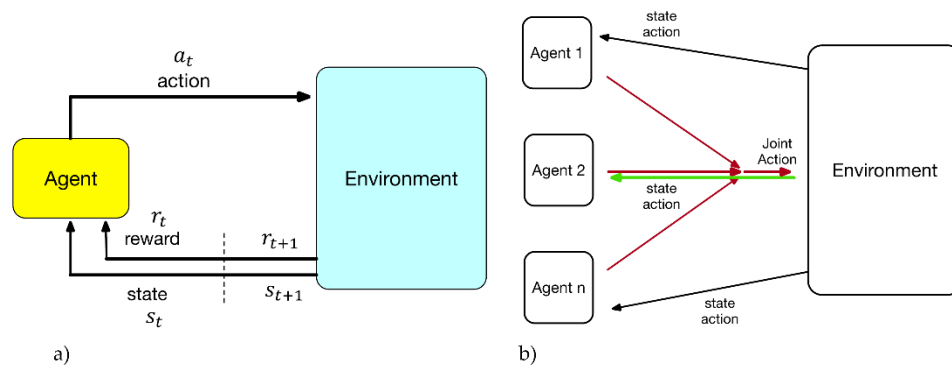 a_t
action
Agent
Environment
r_t
reward
r_{t+1}
state
s_{t+1}
s_t
a)
state
action
Agent 1
Agent 2
Joint
Action
Environment
state
action
Agent n
state
action
b)